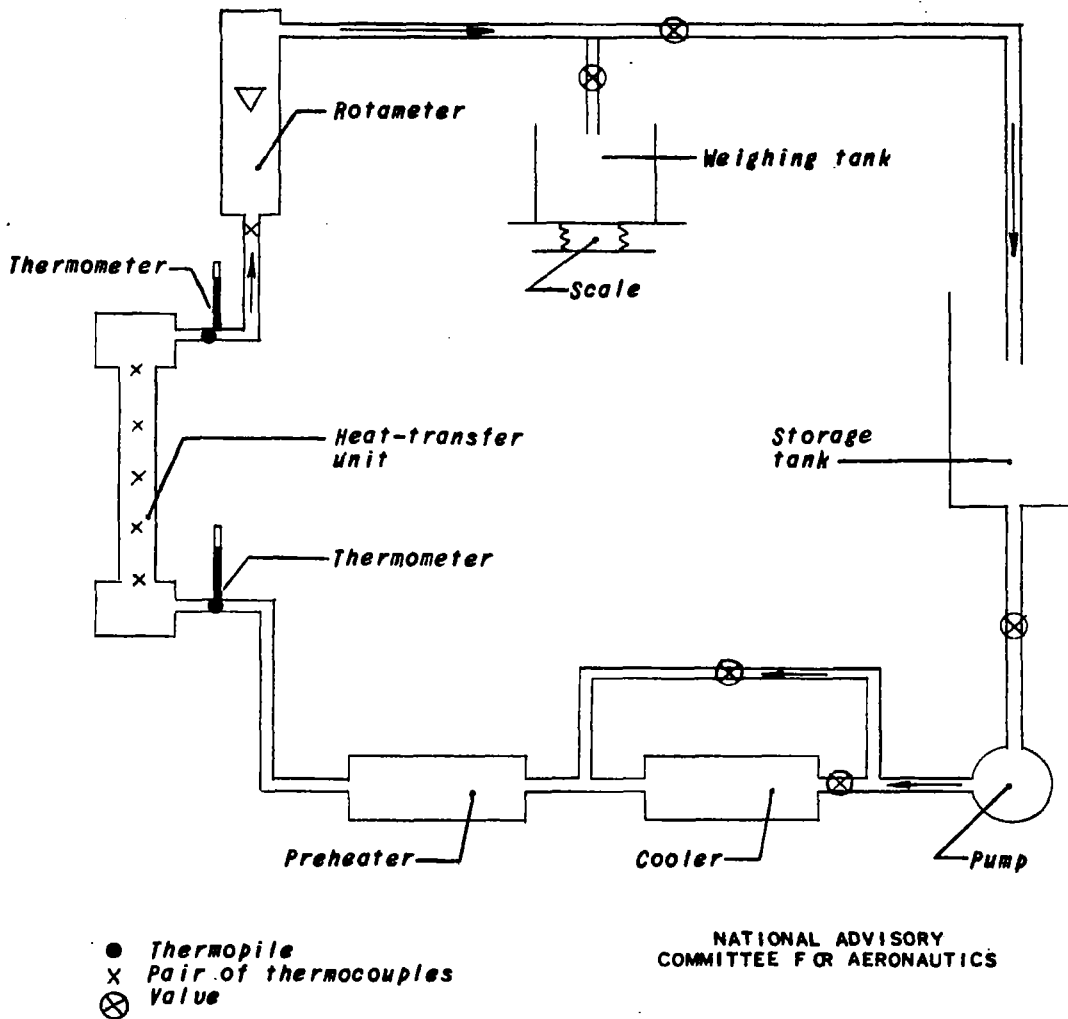 Rotameter
Weighing tank
Thermometer
Scale
Heat-transfer
unit
Storage
tank
Thermometer
Preheater
Cooler
Pump
Thermopile
Pair of thermocouples
Value
NATIONAL ADVISORY
COMMITTEE FOR AERONAUTICS